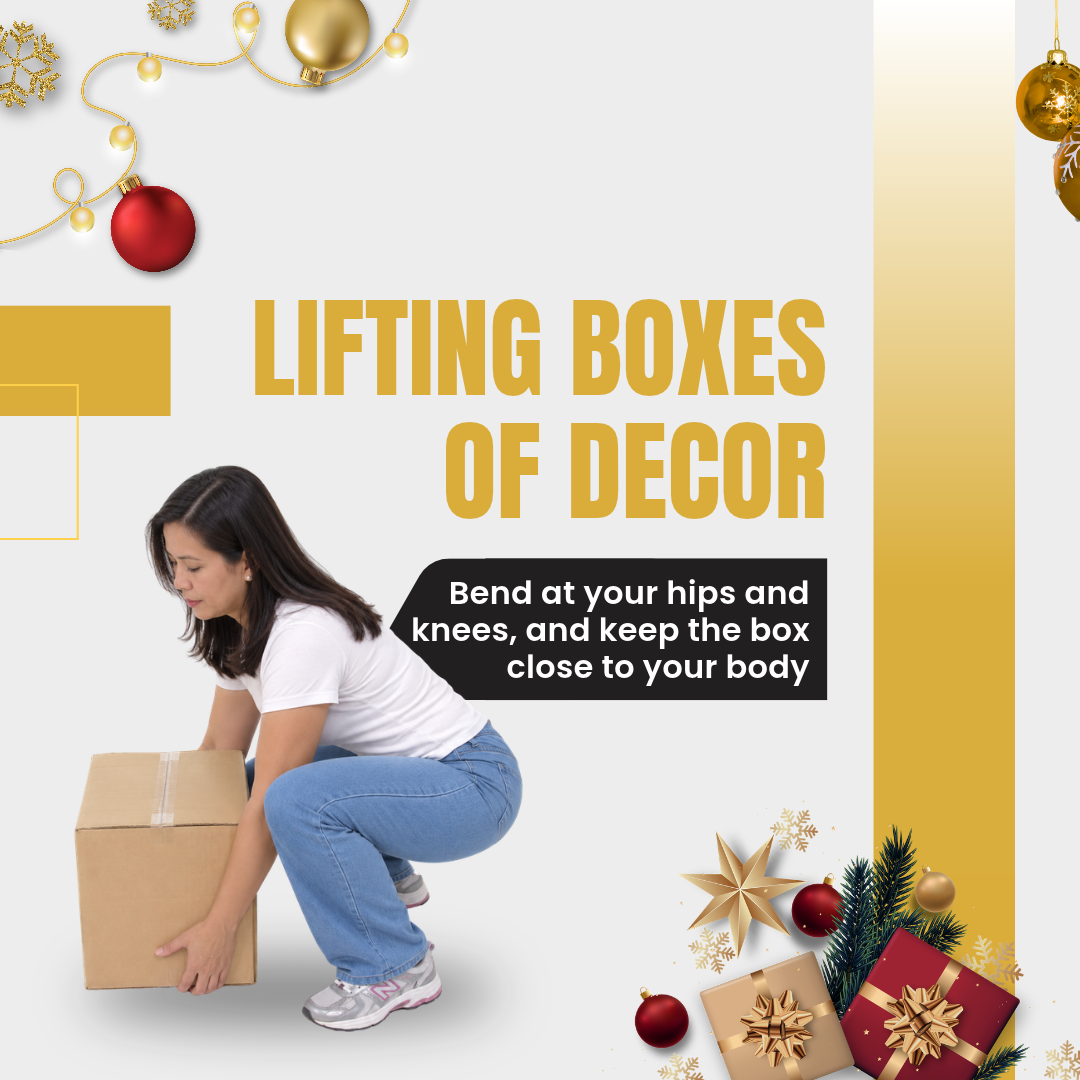 LIFTING BOXES
OF DECOR
Bend at your hips and
knees, and keep the box
close to your body
N